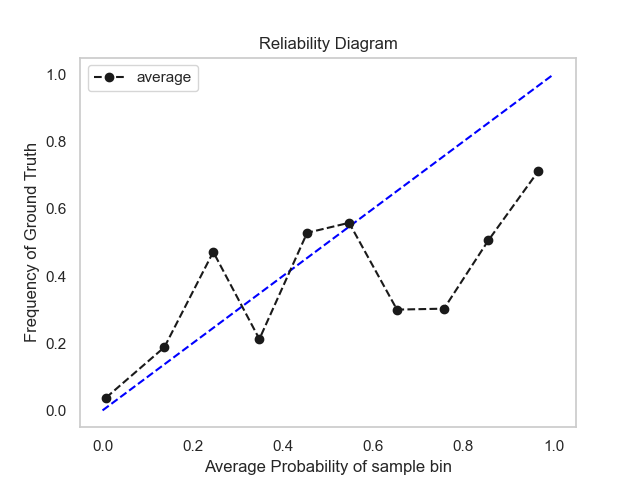 Reliability Diagram
average
Frequency of Ground Truth
1.0
0.8
0.6
0.4
0.2
0.0
0.0 0.2 0.4 0.6 0.8 1.0
Average Probability of sample bin